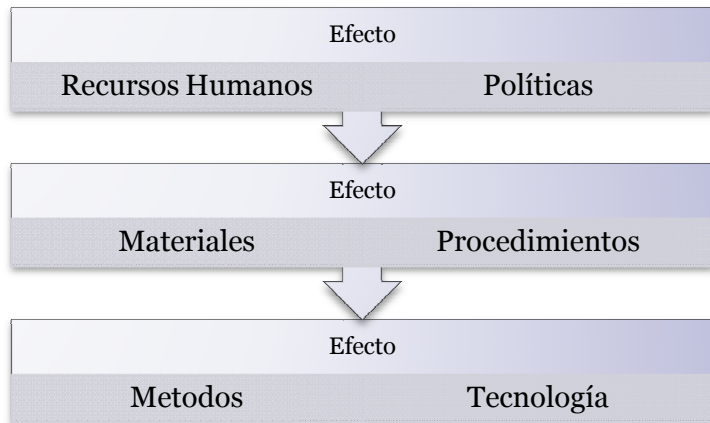 Efecto
Recursos Humanos Políticas
Efecto
Materiales Procedimientos
Efecto
Metodos Tecnología